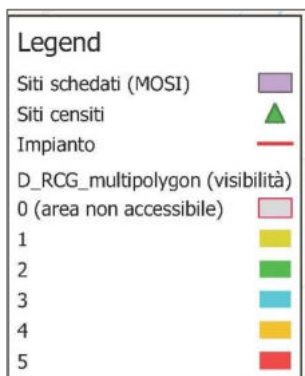 Legend
Siti schedati (MOSI)
Siti censiti
Impianto
D_RCG_multipolygon (visibilità)
0 (area non accessibile)
1
2
3
4
5